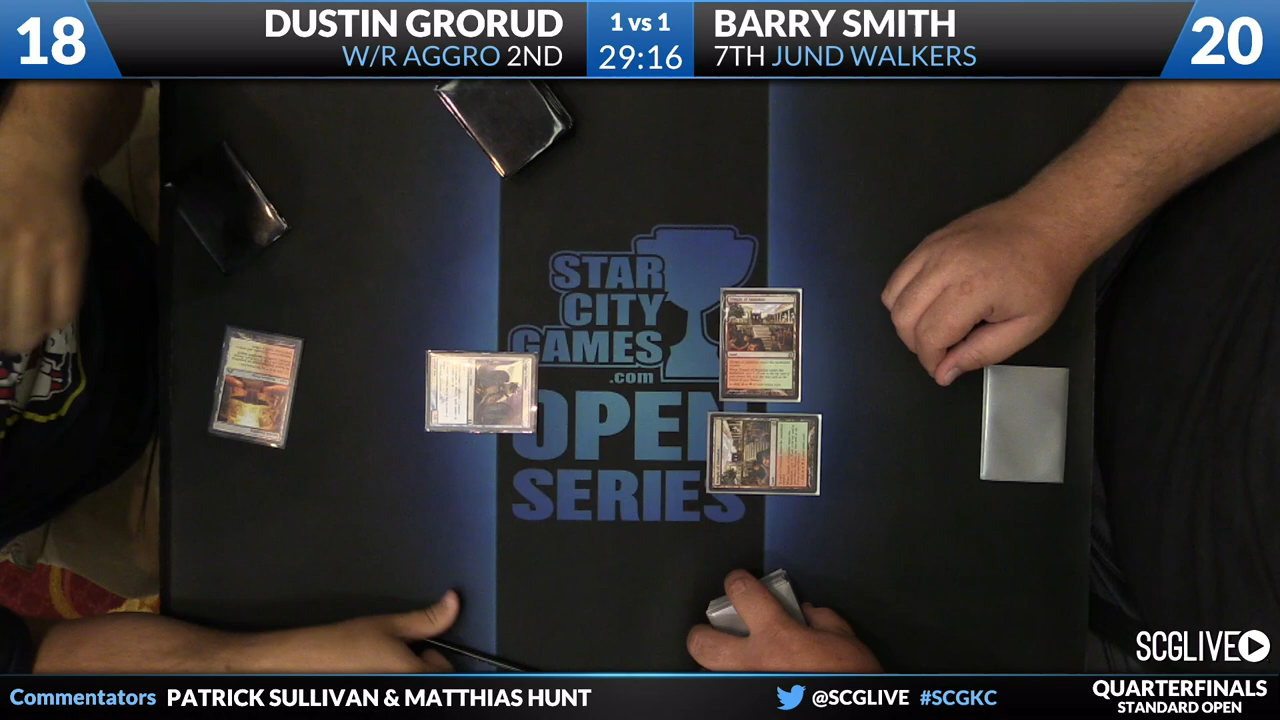 18
DUSTIN GRORUD
W/R AGGRO 2ND
1 vs 1
29:16
BARRY SMITH
7TH JUND WALKERS
20
STAR
CITY
GAMES
.com
OPEN
SERIES
SCGLIVE
Commentators PATRICK SULLIVAN & MATTHIAS HUNT
@SCGLIVE #SCGKC
QUARTERFINALS
STANDARD OPEN